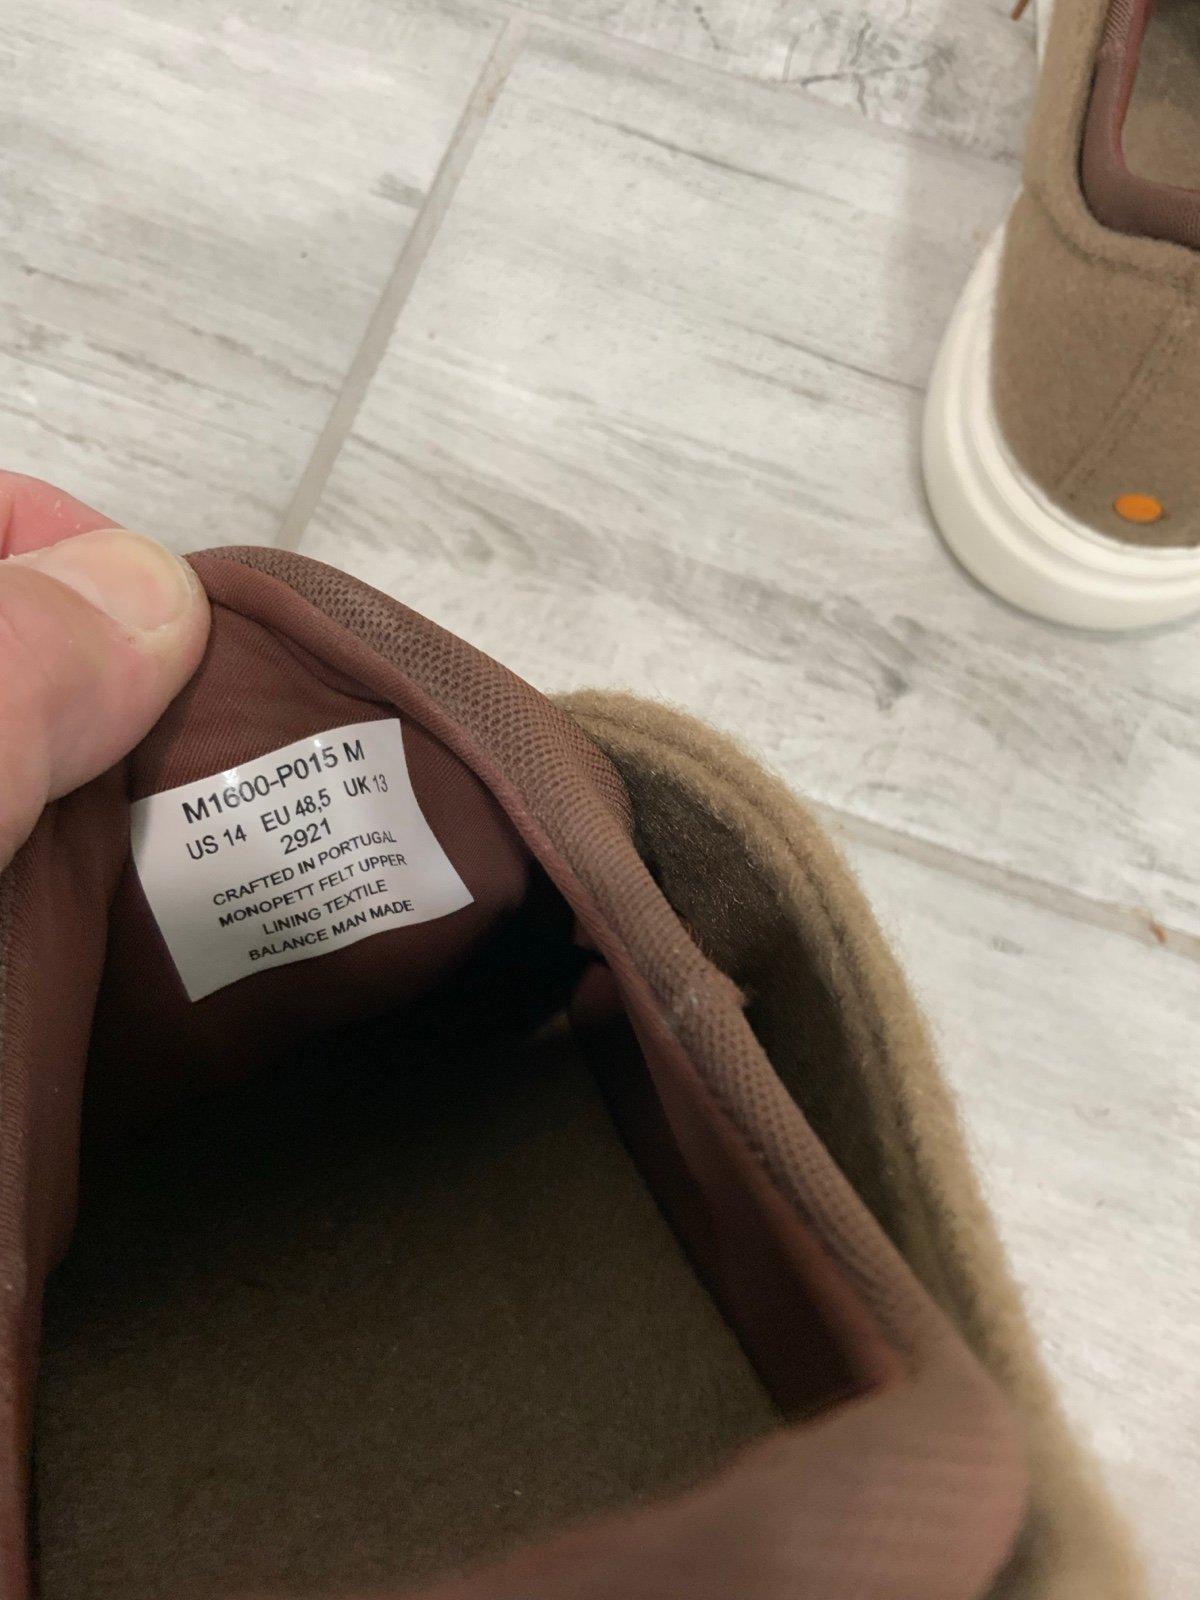 M1600-P015 M
US 14 EU 48,5 UK 13
2921
CRAFTED IN PORTUGAL
MONOPETT FELT UPPER
LINING TEXTILE
BALANCE MAN MADE